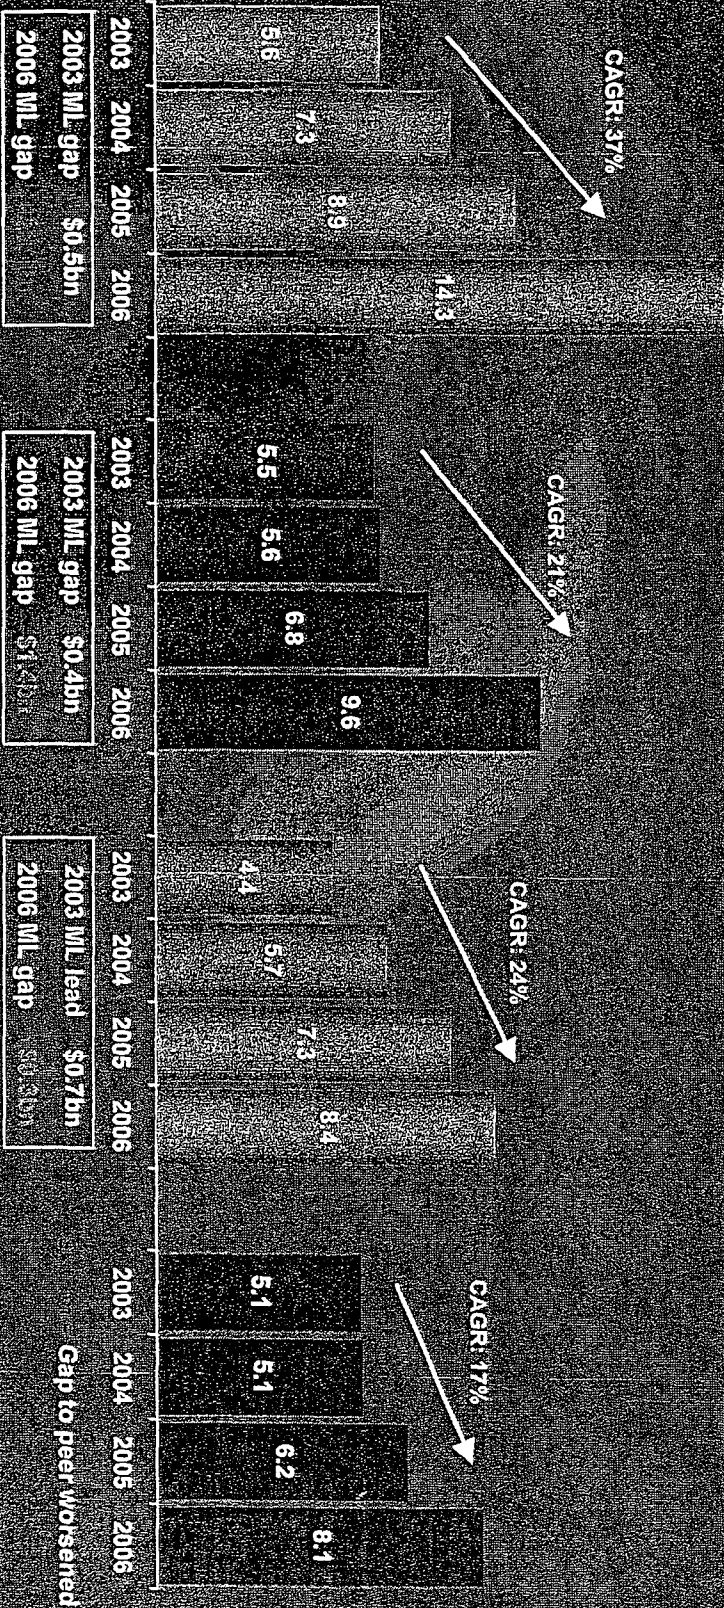 CAGR: 37%
CAGR: 21%
CAGR: 24%
CAGR: 17%
5.6
7.3
8.9
14.3
5.5
5.6
6.8
9.6
4.4
5.7
7.3
8.4
5.1
5.1
6.2
8.1
2003 2004 2005 2006
2003 2004 2005 2006
2003 2004 2005 2006
2003 2004 2005 2006
2003 ML gap $0.5bn
2006 ML gap
2003 ML gap $0.4bn
2006 ML gap $1.4bn
2003 ML lead $0.7bn
2006 ML gap $0.3bn
Gap to peer worsened